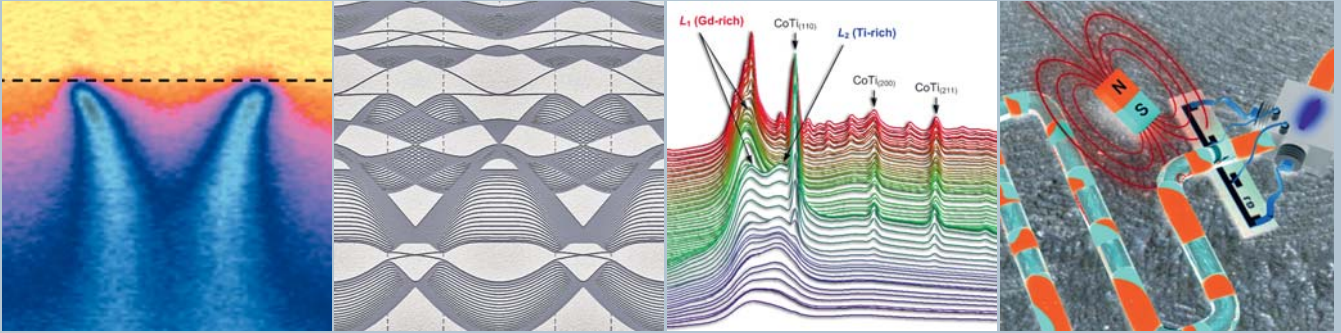 L₁ (Gd-rich)
CoTi₍₁₁₀₎
L₂ (Ti-rich)
CoTi₍₂₀₀₎
CoTi₍₂₁₁₎
N
S